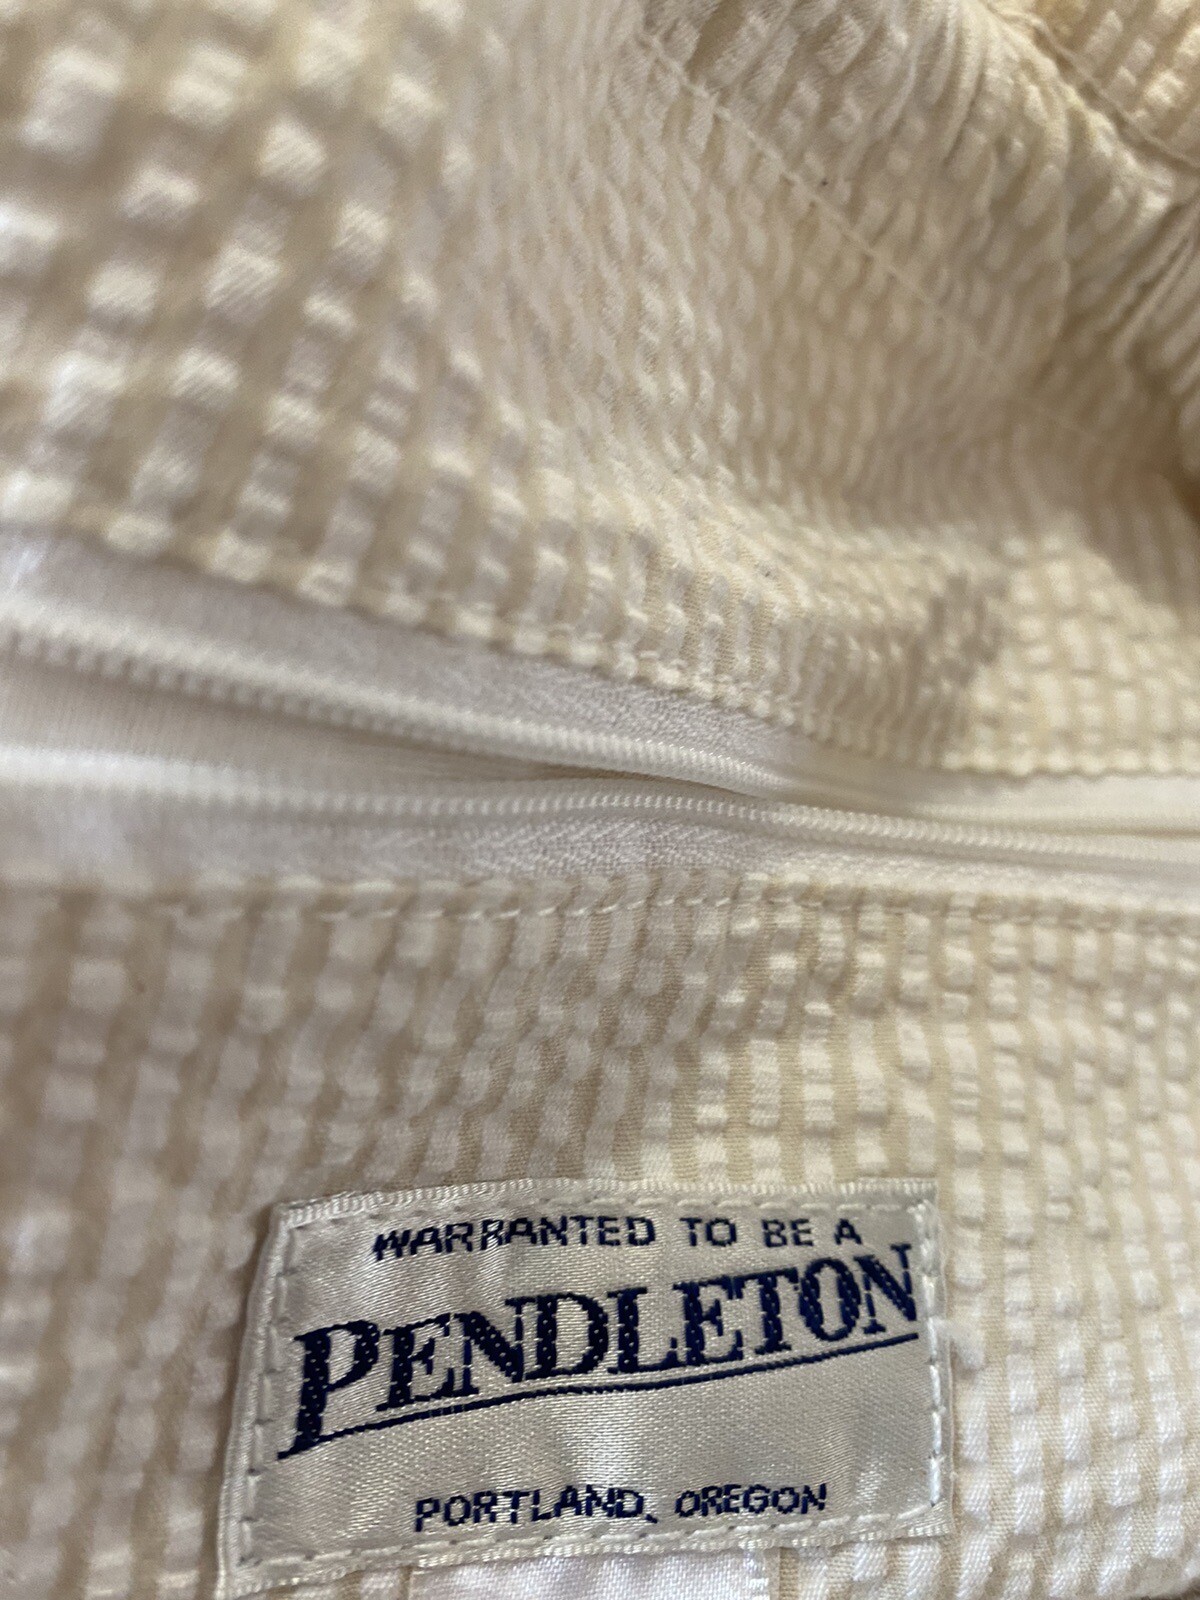 WARRANTED TO BE A
PENDLETON
PORTLAND, OREGON